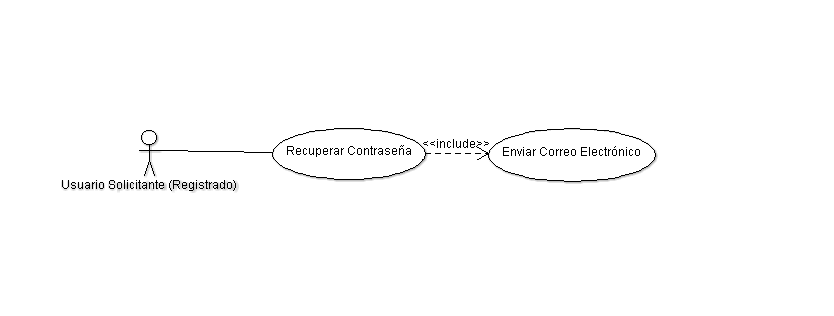 <<include>>
Recuperar Contraseña
Enviar Correo Electrónico
Usuario Solicitante (Registrado)